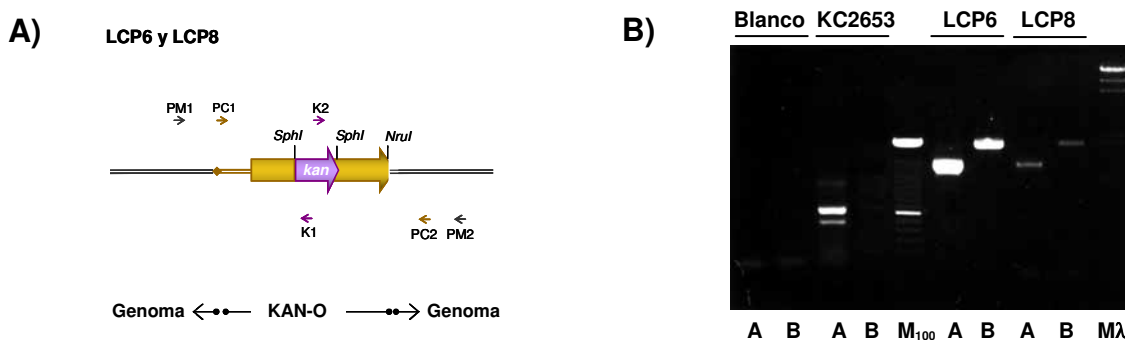 A)
LCP6 y LCP8
PM1 PC1 K2
SphI SphI NruI
kan
K1 PC2 PM2
Genoma KAN-O Genoma
B)
Blanco KC2653 LCP6 LCP8
A B A B M₁₀₀ A B A B Mλ